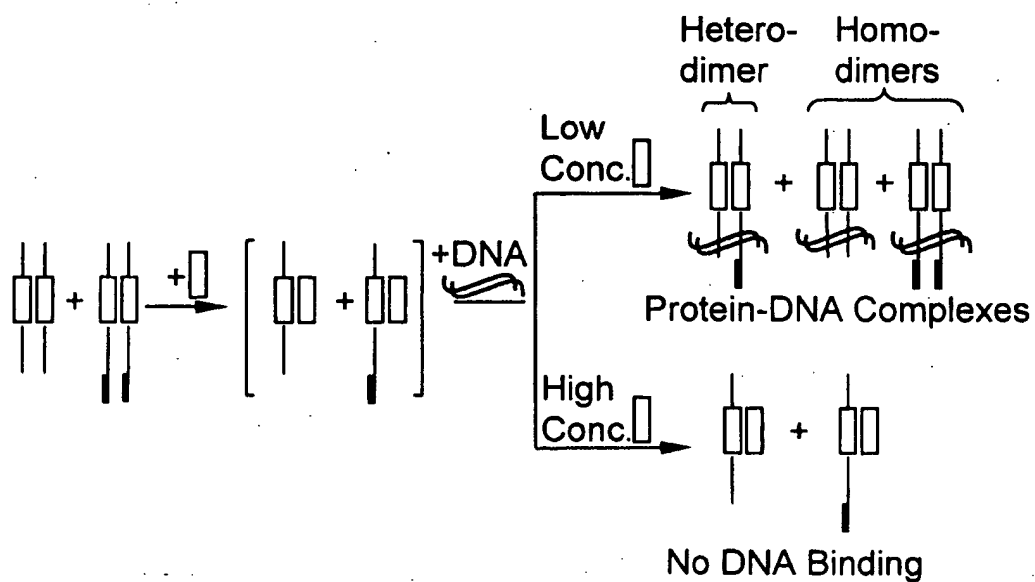 Hetero-
dimer
Homo-
dimers
Low
Conc.
+ +
+ + + +DNA
Protein-DNA Complexes
High
Conc.
+
No DNA Binding